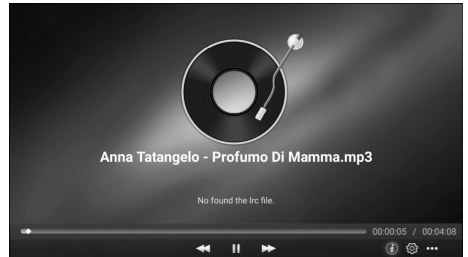 Anna Tatangelo - Profumo Di Mamma.mp3
No found the lrc file.
00:00:05 / 00:04:08